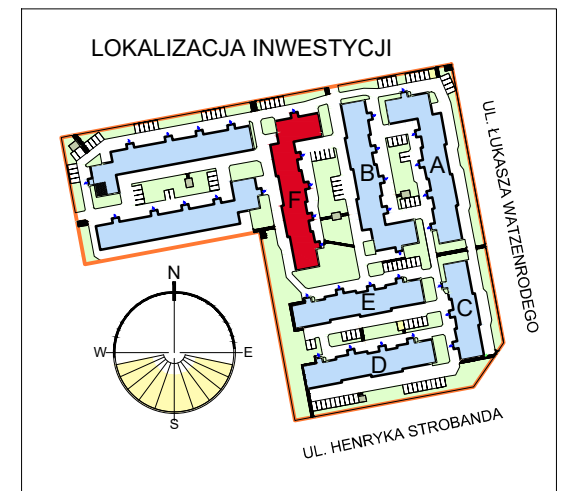 LOKALIZACJA INWESTYCJI
UL. ŁUKASZA WATZENRODEGO
A
B
F
C
E
D
N
W
E
S
UL. HENRYKA STROBANDA